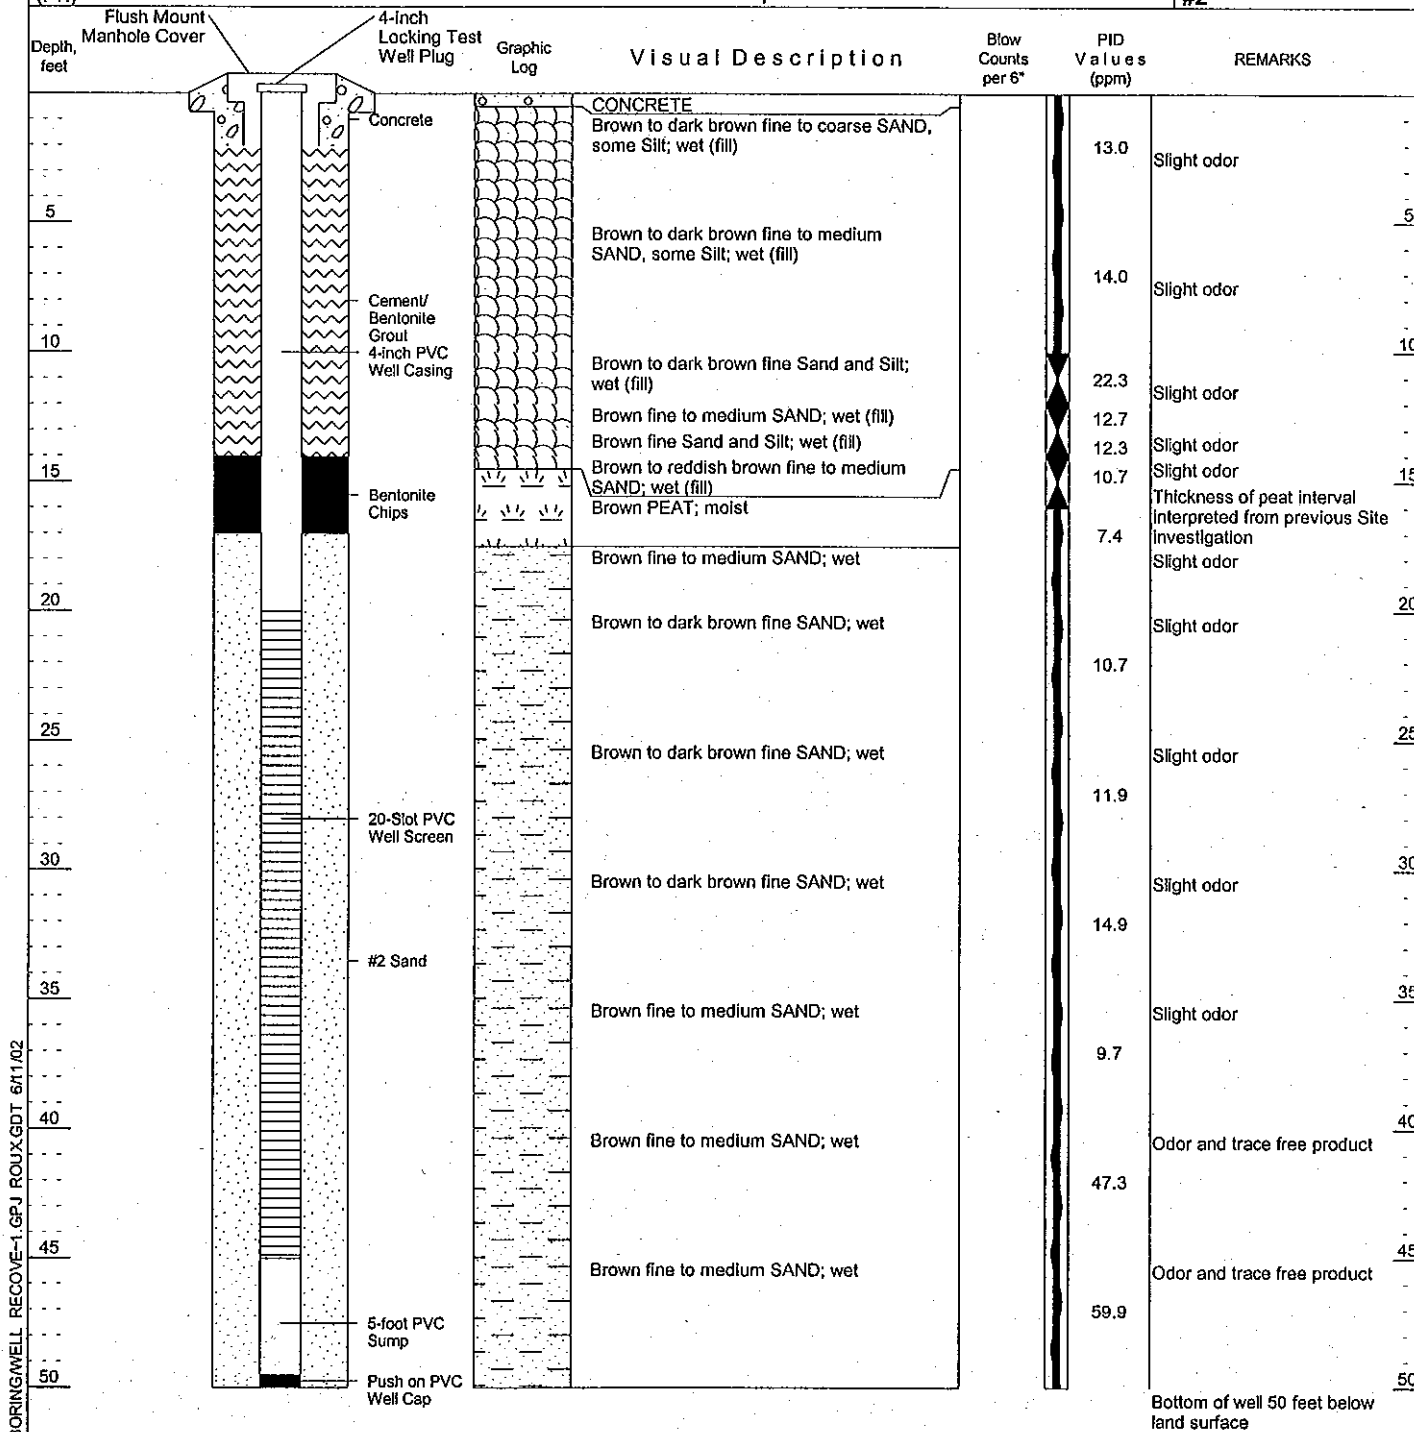 #2
Flush Mount
Manhole Cover
4-inch
Locking Test
Well Plug
Depth,
feet
Graphic
Log
Visual Description
Blow
Counts
per 6"
PID
Values
(ppm)
REMARKS
Concrete
CONCRETE
Brown to dark brown fine to coarse SAND,
some Silt; wet (fill)
13.0
Slight odor
5
5
Brown to dark brown fine to medium
SAND, some Silt; wet (fill)
14.0
Slight odor
Cement/
Bentonite
Grout
10
10
4-inch PVC
Well Casing
Brown to dark brown fine Sand and Silt;
wet (fill)
22.3
Slight odor
Brown fine to medium SAND; wet (fill)
12.7
Brown fine Sand and Silt; wet (fill)
12.3
Slight odor
Brown to reddish brown fine to medium
SAND; wet (fill)
10.7
Slight odor
15
15
Bentonite
Chips
Brown PEAT; moist
Thickness of peat interval
interpreted from previous Site
Investigation
7.4
Brown fine to medium SAND; wet
Slight odor
20
20
Brown to dark brown fine SAND; wet
Slight odor
10.7
25
25
Brown to dark brown fine SAND; wet
Slight odor
11.9
20-Slot PVC
Well Screen
30
30
Brown to dark brown fine SAND; wet
Slight odor
14.9
#2 Sand
35
35
Brown fine to medium SAND; wet
Slight odor
9.7
40
40
Brown fine to medium SAND; wet
Odor and trace free product
47.3
45
45
Brown fine to medium SAND; wet
Odor and trace free product
59.9
5-foot PVC
Sump
50
50
Push on PVC
Well Cap
Bottom of well 50 feet below
land surface
BORING/WELL RECOVE~1.GPJ ROUX.GDT 6/11/02